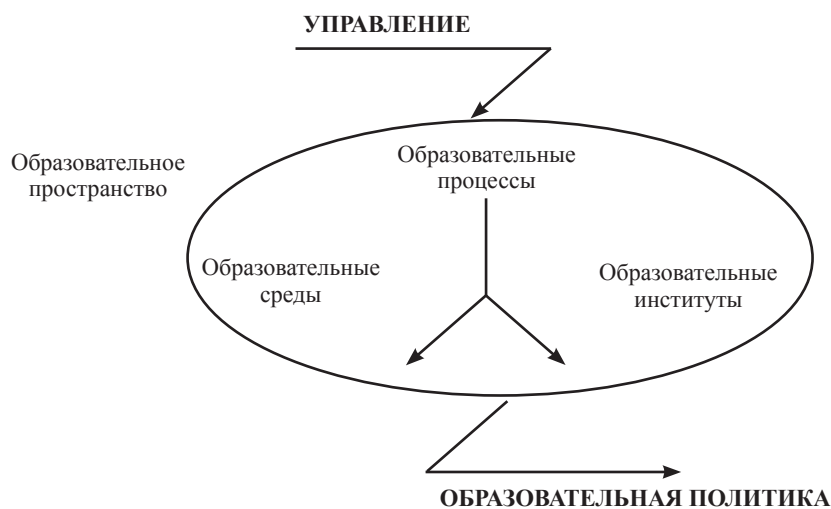 УПРАВЛЕНИЕ
Образовательное
пространство
Образовательные
процессы
Образовательные
среды
Образовательные
институты
ОБРАЗОВАТЕЛЬНАЯ ПОЛИТИКА